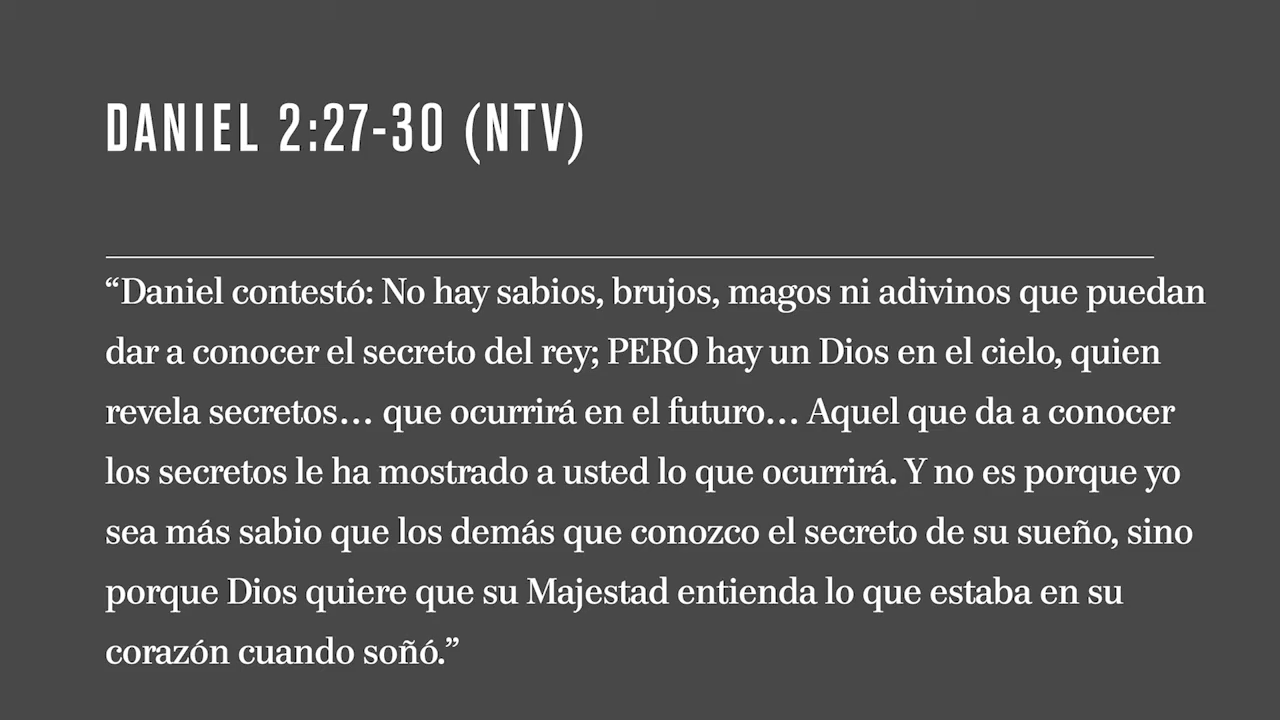 DANIEL 2:27-30 (NTV)
“Daniel contestó: No hay sabios, brujos, magos ni adivinos que puedan
dar a conocer el secreto del rey; PERO hay un Dios en el cielo, quien
revela secretos… que ocurrirá en el futuro… Aquel que da a conocer
los secretos le ha mostrado a usted lo que ocurrirá. Y no es porque yo
sea más sabio que los demás que conozco el secreto de su sueño, sino
porque Dios quiere que su Majestad entienda lo que estaba en su
corazón cuando soñó.”